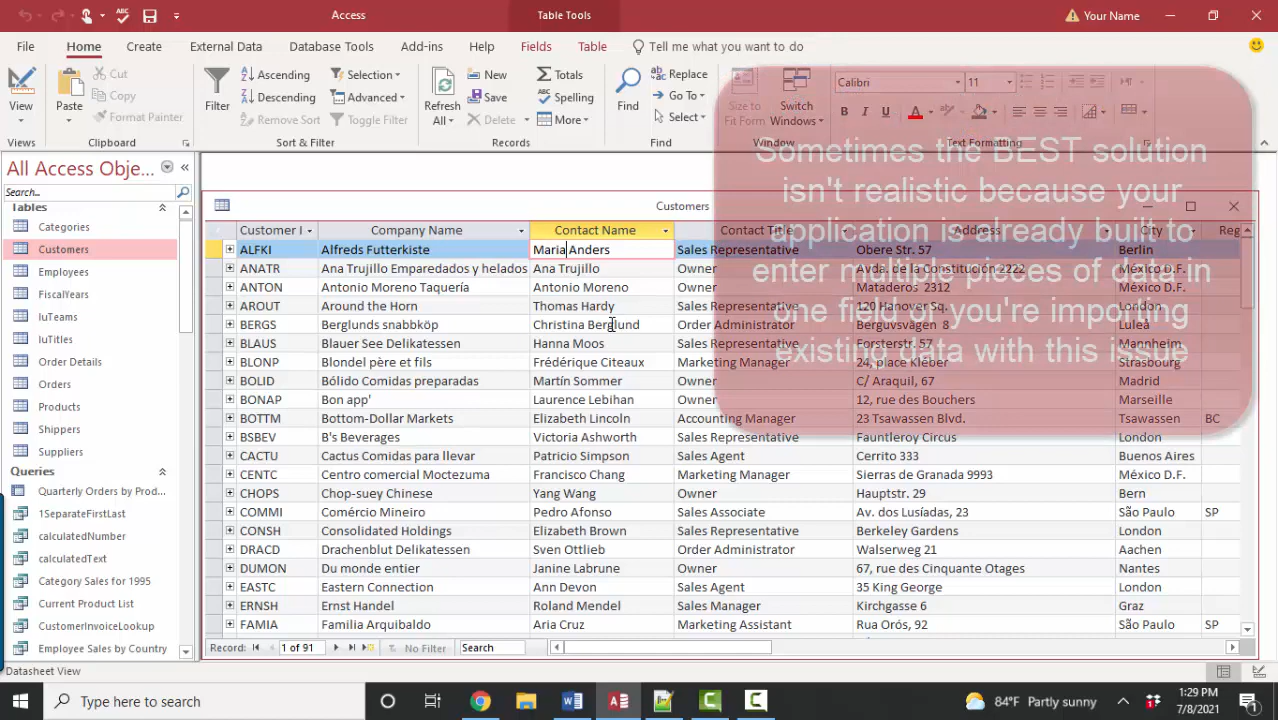 Access
Table Tools
Your Name
File
Home
Create
External Data
Database Tools
Add-ins
Help
Fields
Table
Tell me what you want to do
View
Views
Paste
Cut
Copy
Format Painter
Clipboard
Filter
Ascending
Descending
Remove Sort
Selection
Advanced
Toggle Filter
Sort & Filter
Refresh
All
New
Save
Delete
Totals
Spelling
More
Records
Find
Replace
Go To
Select
Find
Size to
Fit Form
Switch
Windows
Window
Calibri
11
B I U
Text Formatting
Sometimes the BEST solution
isn't realistic because your
application is already built to
enter multiple pieces of data in
one field or you're importing
existing data with this issue
All Access Obje...
Search...
Tables
Categories
Customers
Employees
FiscalYears
luTeams
luTitles
Order Details
Orders
Products
Shippers
Suppliers
Queries
Quarterly Orders by Prod...
1SeparateFirstLast
calculatedNumber
calculatedText
Category Sales for 1995
Current Product List
CustomerInvoiceLookup
Employee Sales by Country
Customers
Customer I Company Name Contact Name Contact Title Address City Reg
ALFKI Alfreds Futterkiste Maria Anders Sales Representative Obere Str. 57 Berlin
ANATR Ana Trujillo Emparedados y helados Ana Trujillo Owner Avda. de la Constitución 2222 México D.F.
ANTON Antonio Moreno Taquería Antonio Moreno Owner Mataderos 2312 México D.F.
AROUT Around the Horn Thomas Hardy Sales Representative 120 Hanover Sq. London
BERGS Berglunds snabbköp Christina Berglund Order Administrator Berguvsvägen 8 Luleå
BLAUS Blauer See Delikatessen Hanna Moos Sales Representative Forsterstr. 57 Mannheim
BLONP Blondel père et fils Frédérique Citeaux Marketing Manager 24, place Kléber Strasbourg
BOLID Bólido Comidas preparadas Martín Sommer Owner C/ Araquil, 67 Madrid
BONAP Bon app' Laurence Lebihan Owner 12, rue des Bouchers Marseille
BOTTM Bottom-Dollar Markets Elizabeth Lincoln Accounting Manager 23 Tsawassen Blvd. Tsawassen BC
BSBEV B's Beverages Victoria Ashworth Sales Representative Fauntleroy Circus London
CACTU Cactus Comidas para llevar Patricio Simpson Sales Agent Cerrito 333 Buenos Aires
CENTC Centro comercial Moctezuma Francisco Chang Marketing Manager Sierras de Granada 9993 México D.F.
CHOPS Chop-suey Chinese Yang Wang Owner Hauptstr. 29 Bern
COMMI Comércio Mineiro Pedro Afonso Sales Associate Av. dos Lusíadas, 23 São Paulo SP
CONSH Consolidated Holdings Elizabeth Brown Sales Representative Berkeley Gardens London
DRACD Drachenblut Delikatessen Sven Ottlieb Order Administrator Walserweg 21 Aachen
DUMON Du monde entier Janine Labrune Owner 67, rue des Cinquante Otages Nantes
EASTC Eastern Connection Ann Devon Sales Agent 35 King George London
ERNSH Ernst Handel Roland Mendel Sales Manager Kirchgasse 6 Graz
FAMIA Familia Arquibaldo Aria Cruz Marketing Assistant Rua Orós, 92 São Paulo SP
Record: 1 of 91 No Filter Search
Datasheet View
Type here to search
84°F Partly sunny
1:29 PM
7/8/2021
1